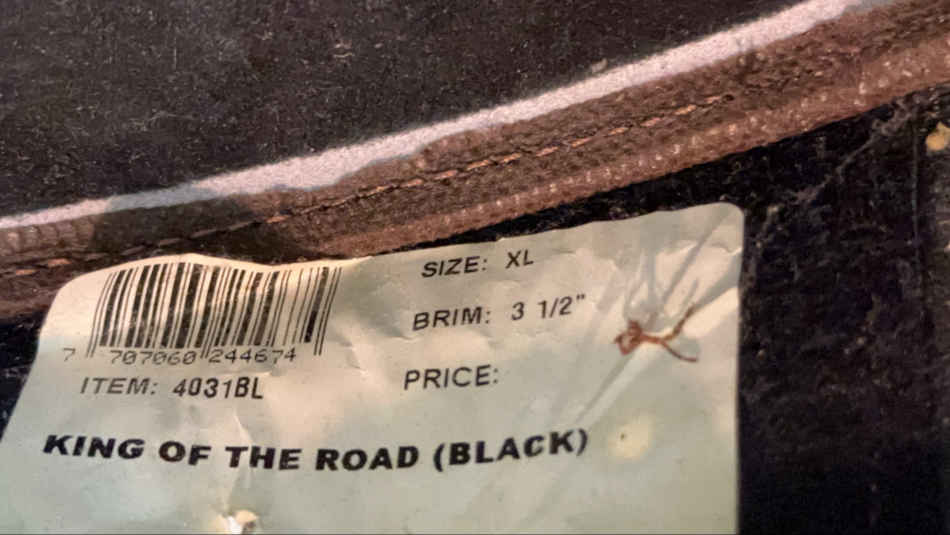 SIZE: XL
BRIM: 3 1/2"
7 707060 244674
ITEM: 4031BL
PRICE:
KING OF THE ROAD (BLACK)